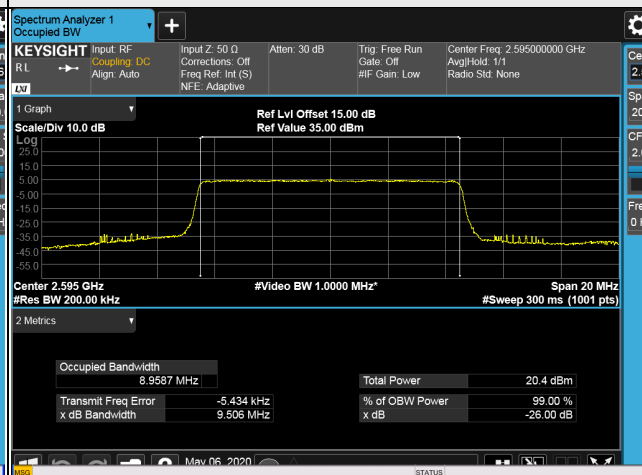 Spectrum Analyzer 1
Occupied BW
KEYSIGHT Input: RF Input Z: 50 Ω Atten: 30 dB Trig: Free Run Center Freq: 2.595000000 GHz
RL Coupling: DC Corrections: Off Gate: Off Avg|Hold: 1/1
Align: Auto Freq Ref: Int (S) #IF Gain: Low Radio Std: None
LXI NFE: Adaptive
1 Graph
Ref Lvl Offset 15.00 dB
Scale/Div 10.0 dB Ref Value 35.00 dBm
Log
25.0
15.0
5.00
-5.00
-15.0
-25.0
-35.0
-45.0
-55.0
Center 2.595 GHz #Video BW 1.0000 MHz* Span 20 MHz
#Res BW 200.00 kHz #Sweep 300 ms (1001 pts)
2 Metrics
Occupied Bandwidth
8.9587 MHz Total Power 20.4 dBm
Transmit Freq Error -5.434 kHz % of OBW Power 99.00 %
x dB Bandwidth 9.506 MHz x dB -26.00 dB
May 06, 2020
MSG STATUS